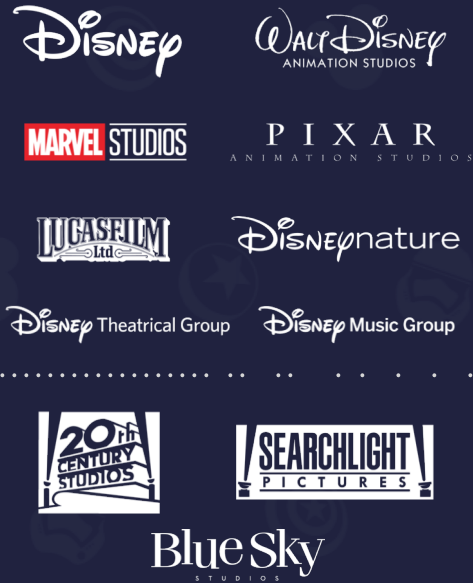 Disney
Walt Disney
ANIMATION STUDIOS
MARVEL STUDIOS
PIXAR
ANIMATION STUDIOS
LUCASFILM
Ltd
Disneynature
Disney Theatrical Group
Disney Music Group
20th
CENTURY
STUDIOS
SEARCHLIGHT
PICTURES
Blue Sky
STUDIOS